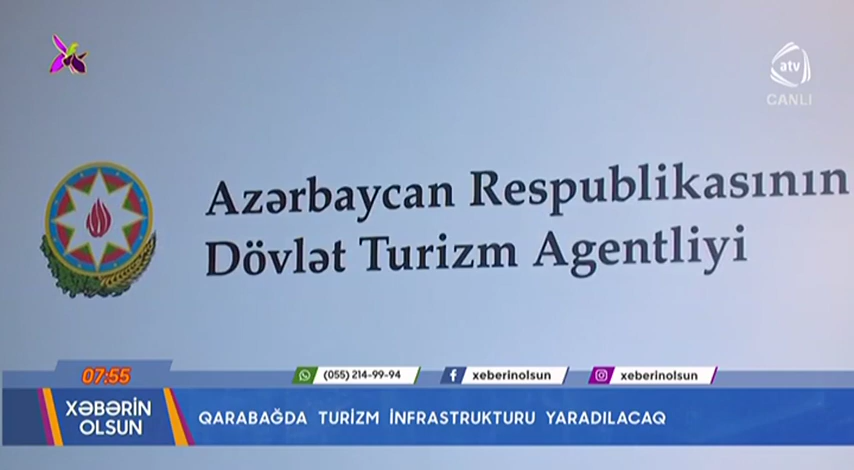 atv
CANLI
Azərbaycan Respublikasının
Dövlət Turizm Agentliyi
07:55
(055) 214-99-94
xeberinolsun
xeberinolsun
XƏBƏRİN
OLSUN
QARABAĞDA TURİZM İNFRASTRUKTURU YARADILACAQ